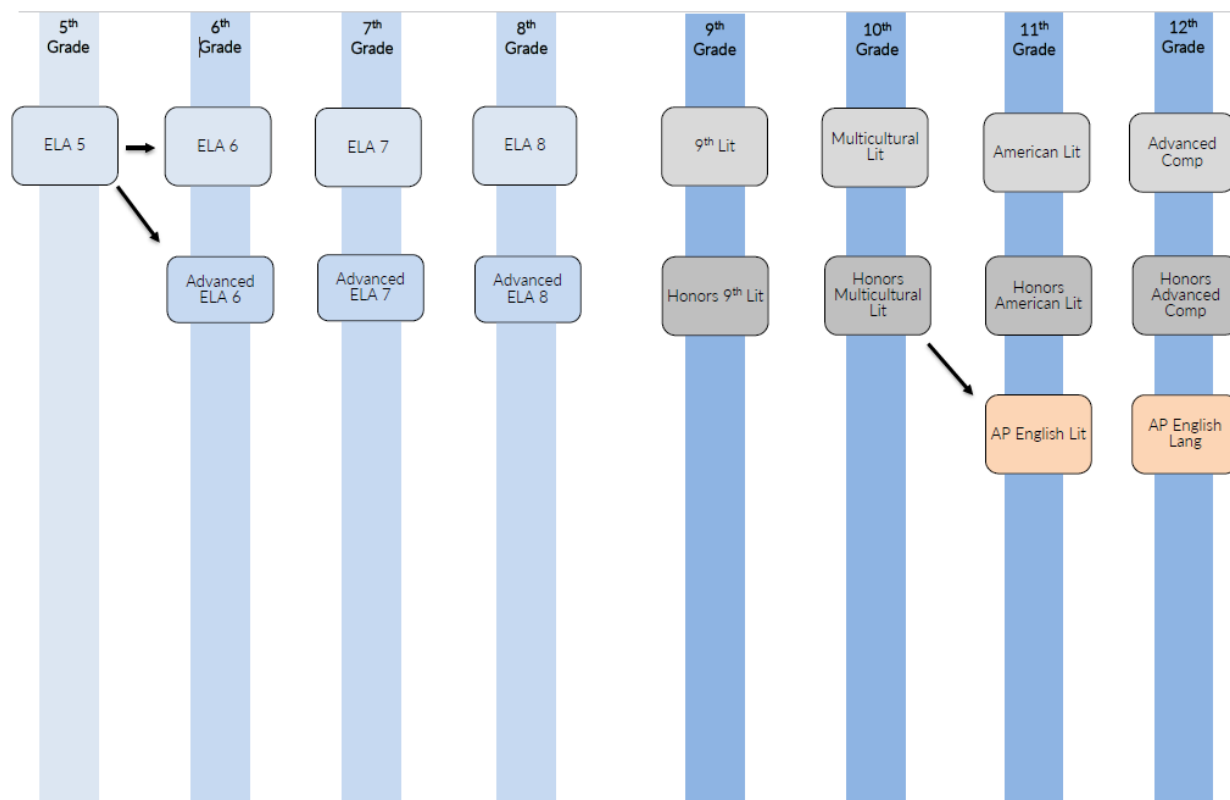 5th
Grade
6th
Grade
7th
Grade
8th
Grade
9th
Grade
10th
Grade
11th
Grade
12th
Grade
ELA 5
ELA 6
ELA 7
ELA 8
9th Lit
Multicultural
Lit
American Lit
Advanced
Comp
Advanced
ELA 6
Advanced
ELA 7
Advanced
ELA 8
Honors 9th Lit
Honors
Multicultural
Lit
Honors
American Lit
Honors
Advanced
Comp
AP English Lit
AP English
Lang